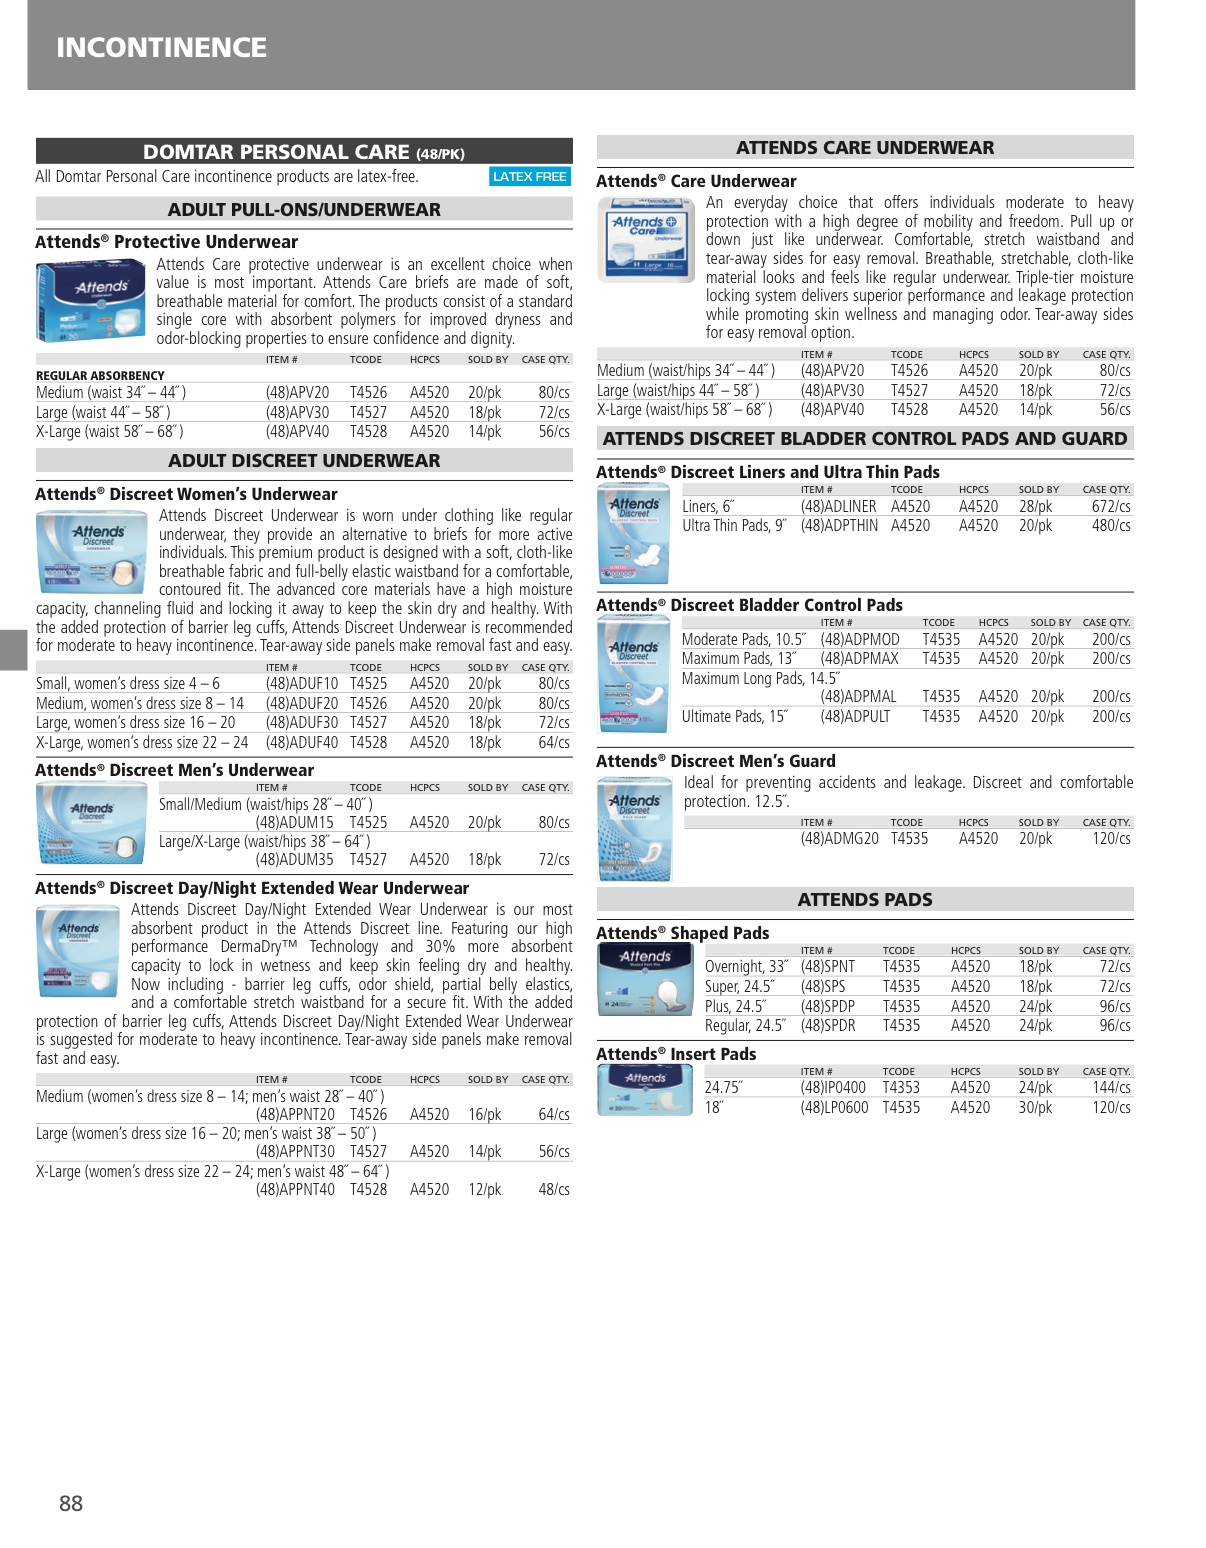 INCONTINENCE
DOMTAR PERSONAL CARE (48/PK)
All Domtar Personal Care incontinence products are latex-free. LATEX FREE
ADULT PULL-ONS/UNDERWEAR
Attends® Protective Underwear
Attends
Attends Care protective underwear is an excellent choice when
value is most important. Attends Care briefs are made of soft,
breathable material for comfort. The products consist of a standard
single core with absorbent polymers for improved dryness and
odor-blocking properties to ensure confidence and dignity.
ITEM # TCODE HCPCS SOLD BY CASE QTY.
REGULAR ABSORBENCY
Medium (waist 34˝ – 44˝) (48)APV20 T4526 A4520 20/pk 80/cs
Large (waist 44˝ – 58˝) (48)APV30 T4527 A4520 18/pk 72/cs
X-Large (waist 58˝ – 68˝) (48)APV40 T4528 A4520 14/pk 56/cs
ADULT DISCREET UNDERWEAR
Attends® Discreet Women’s Underwear
Attends
Discreet
UNDERWEAR
Attends Discreet Underwear is worn under clothing like regular
underwear, they provide an alternative to briefs for more active
individuals. This premium product is designed with a soft, cloth-like
breathable fabric and full-belly elastic waistband for a comfortable,
contoured fit. The advanced core materials have a high moisture
capacity, channeling fluid and locking it away to keep the skin dry and healthy. With
the added protection of barrier leg cuffs, Attends Discreet Underwear is recommended
for moderate to heavy incontinence. Tear-away side panels make removal fast and easy.
ITEM # TCODE HCPCS SOLD BY CASE QTY.
Small, women’s dress size 4 – 6 (48)ADUF10 T4525 A4520 20/pk 80/cs
Medium, women’s dress size 8 – 14 (48)ADUF20 T4526 A4520 20/pk 80/cs
Large, women’s dress size 16 – 20 (48)ADUF30 T4527 A4520 18/pk 72/cs
X-Large, women’s dress size 22 – 24 (48)ADUF40 T4528 A4520 18/pk 64/cs
Attends® Discreet Men’s Underwear
Attends
Discreet
ITEM # TCODE HCPCS SOLD BY CASE QTY.
Small/Medium (waist/hips 28˝ – 40˝)
(48)ADUM15 T4525 A4520 20/pk 80/cs
Large/X-Large (waist/hips 38˝ – 64˝)
(48)ADUM35 T4527 A4520 18/pk 72/cs
Attends® Discreet Day/Night Extended Wear Underwear
Attends
Discreet
Attends Discreet Day/Night Extended Wear Underwear is our most
absorbent product in the Attends Discreet line. Featuring our high
performance DermaDry™ Technology and 30% more absorbent
capacity to lock in wetness and keep skin feeling dry and healthy.
Now including - barrier leg cuffs, odor shield, partial belly elastics,
and a comfortable stretch waistband for a secure fit. With the added
protection of barrier leg cuffs, Attends Discreet Day/Night Extended Wear Underwear
is suggested for moderate to heavy incontinence. Tear-away side panels make removal
fast and easy.
ITEM # TCODE HCPCS SOLD BY CASE QTY.
Medium (women’s dress size 8 – 14; men’s waist 28˝ – 40˝)
(48)APPNT20 T4526 A4520 16/pk 64/cs
Large (women’s dress size 16 – 20; men’s waist 38˝ – 50˝)
(48)APPNT30 T4527 A4520 14/pk 56/cs
X-Large (women’s dress size 22 – 24; men’s waist 48˝ – 64˝)
(48)APPNT40 T4528 A4520 12/pk 48/cs
ATTENDS CARE UNDERWEAR
Attends® Care Underwear
Attends
Care
Underwear
Large
An everyday choice that offers individuals moderate to heavy
protection with a high degree of mobility and freedom. Pull up or
down just like underwear. Comfortable, stretch waistband and
tear-away sides for easy removal. Breathable, stretchable, cloth-like
material looks and feels like regular underwear. Triple-tier moisture
locking system delivers superior performance and leakage protection
while promoting skin wellness and managing odor. Tear-away sides
for easy removal option.
ITEM # TCODE HCPCS SOLD BY CASE QTY.
Medium (waist/hips 34˝ – 44˝) (48)APV20 T4526 A4520 20/pk 80/cs
Large (waist/hips 44˝ – 58˝) (48)APV30 T4527 A4520 18/pk 72/cs
X-Large (waist/hips 58˝ – 68˝) (48)APV40 T4528 A4520 14/pk 56/cs
ATTENDS DISCREET BLADDER CONTROL PADS AND GUARD
Attends® Discreet Liners and Ultra Thin Pads
Attends
Discreet
BLADDER CONTROL PADS
ITEM # TCODE HCPCS SOLD BY CASE QTY.
Liners, 6˝ (48)ADLINER A4520 A4520 28/pk 672/cs
Ultra Thin Pads, 9˝ (48)ADPTHIN A4520 A4520 20/pk 480/cs
Attends® Discreet Bladder Control Pads
Attends
Discreet
BLADDER CONTROL PADS
ITEM # TCODE HCPCS SOLD BY CASE QTY.
Moderate Pads, 10.5˝ (48)ADPMOD T4535 A4520 20/pk 200/cs
Maximum Pads, 13˝ (48)ADPMAX T4535 A4520 20/pk 200/cs
Maximum Long Pads, 14.5˝
(48)ADPMAL T4535 A4520 20/pk 200/cs
Ultimate Pads, 15˝ (48)ADPULT T4535 A4520 20/pk 200/cs
Attends® Discreet Men’s Guard
Attends
Discreet
Ideal for preventing accidents and leakage. Discreet and comfortable
protection. 12.5˝.
ITEM # TCODE HCPCS SOLD BY CASE QTY.
(48)ADMG20 T4535 A4520 20/pk 120/cs
ATTENDS PADS
Attends® Shaped Pads
Attends
ITEM # TCODE HCPCS SOLD BY CASE QTY.
Overnight, 33˝ (48)SPNT T4535 A4520 18/pk 72/cs
Super, 24.5˝ (48)SPS T4535 A4520 18/pk 72/cs
Plus, 24.5˝ (48)SPDP T4535 A4520 24/pk 96/cs
Regular, 24.5˝ (48)SPDR T4535 A4520 24/pk 96/cs
Attends® Insert Pads
Attends
ITEM # TCODE HCPCS SOLD BY CASE QTY.
24.75˝ (48)IP0400 T4353 A4520 24/pk 144/cs
18˝ (48)LP0600 T4535 A4520 30/pk 120/cs
88